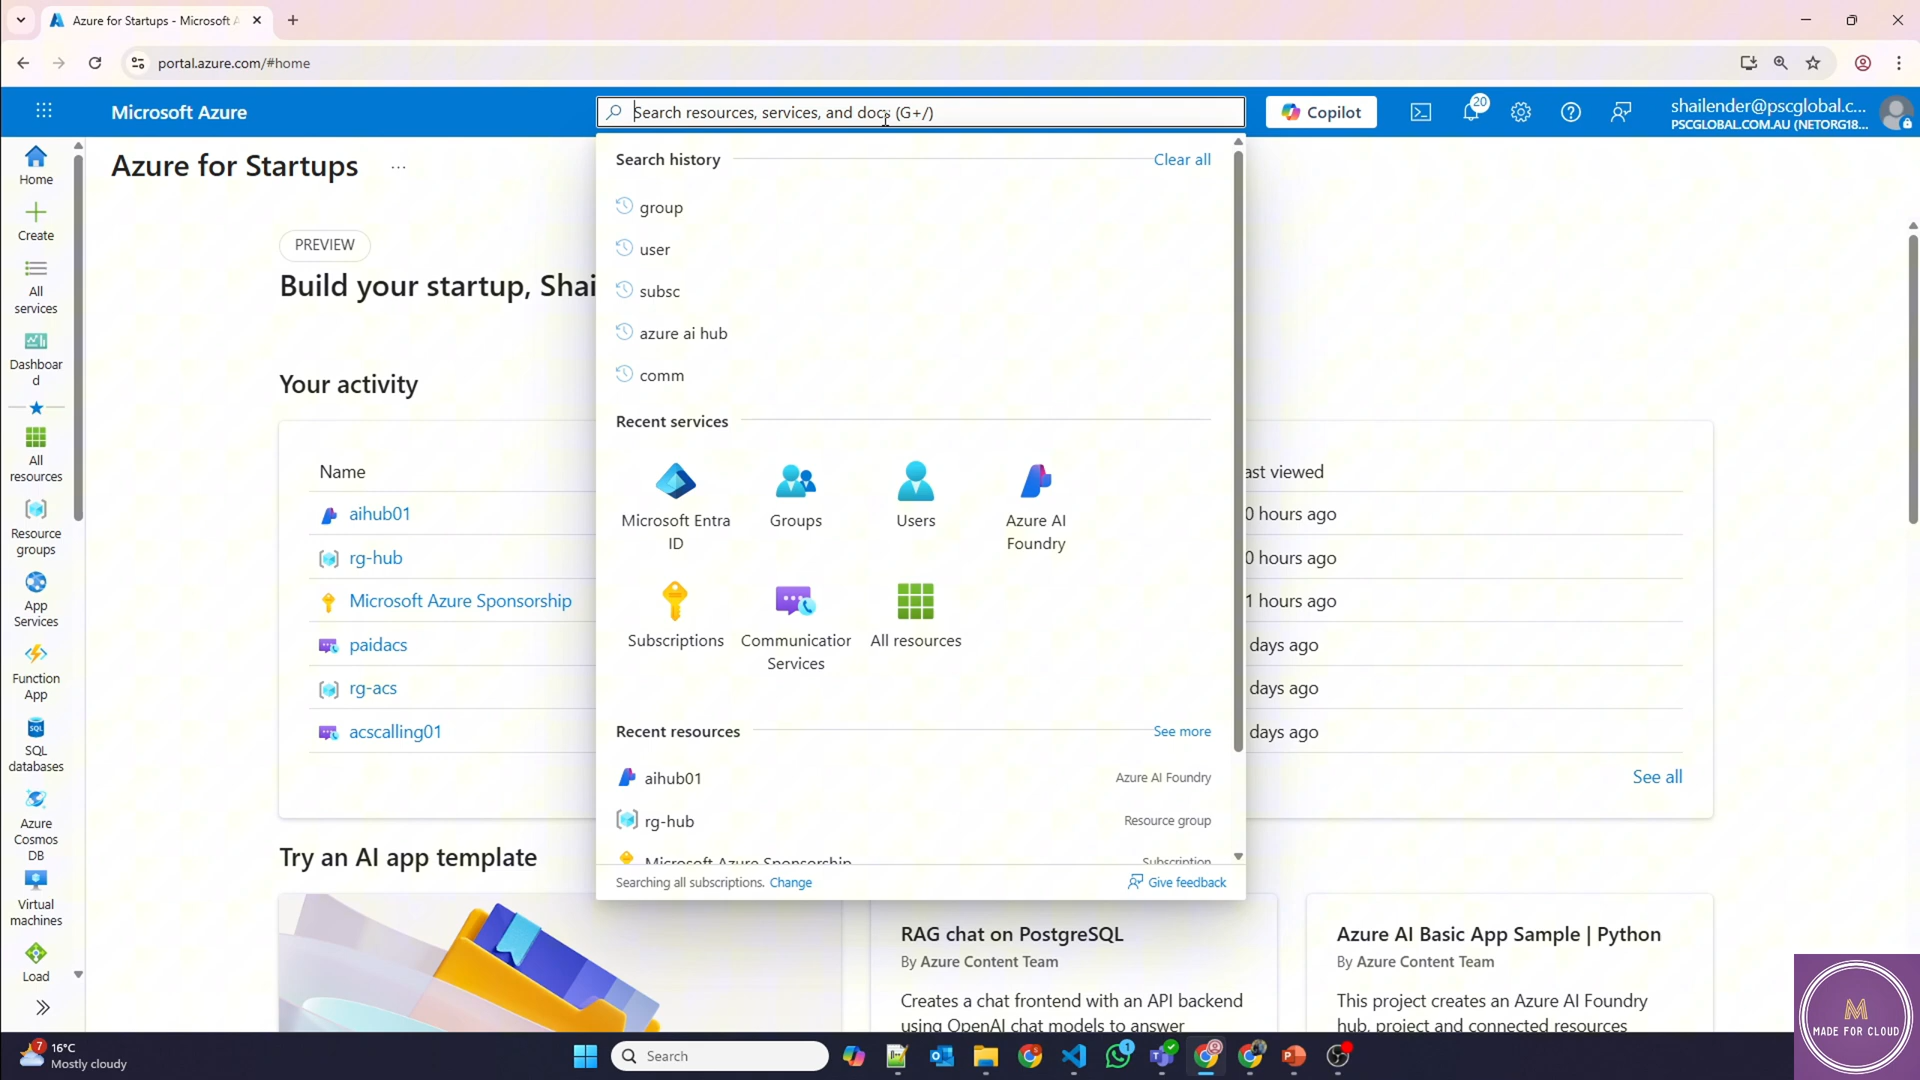 Azure for Startups - Microsoft A
portal.azure.com/#home
Microsoft Azure
Search resources, services, and docs (G+/)
Copilot
20
shailender@pscglobal.c...
PSCGLOBAL.COM.AU (NETORG18...
Home
Create
All
services
Dashboar
d
All
resources
Resource
groups
App
Services
Function
App
SQL
databases
Azure
Cosmos
DB
Virtual
machines
Load
Azure for Startups
...
PREVIEW
Build your startup, Shai
Your activity
Name
aihub01
rg-hub
Microsoft Azure Sponsorship
paidacs
rg-acs
acscalling01
Search history
Clear all
group
user
subsc
azure ai hub
comm
Recent services
Microsoft Entra
ID
Groups
Users
Azure AI
Foundry
Subscriptions
Communication
Services
All resources
Recent resources
See more
aihub01
Azure AI Foundry
rg-hub
Resource group
Microsoft Azure Sponsorship
Subscription
Searching all subscriptions. Change
Give feedback
ast viewed
0 hours ago
0 hours ago
1 hours ago
days ago
days ago
days ago
See all
Try an AI app template
RAG chat on PostgreSQL
By Azure Content Team
Creates a chat frontend with an API backend
using OpenAI chat models to answer
Azure AI Basic App Sample | Python
By Azure Content Team
This project creates an Azure AI Foundry
hub, project and connected resources
M
MADE FOR CLOUD
7
16°C
Mostly cloudy
SQL
Search
1